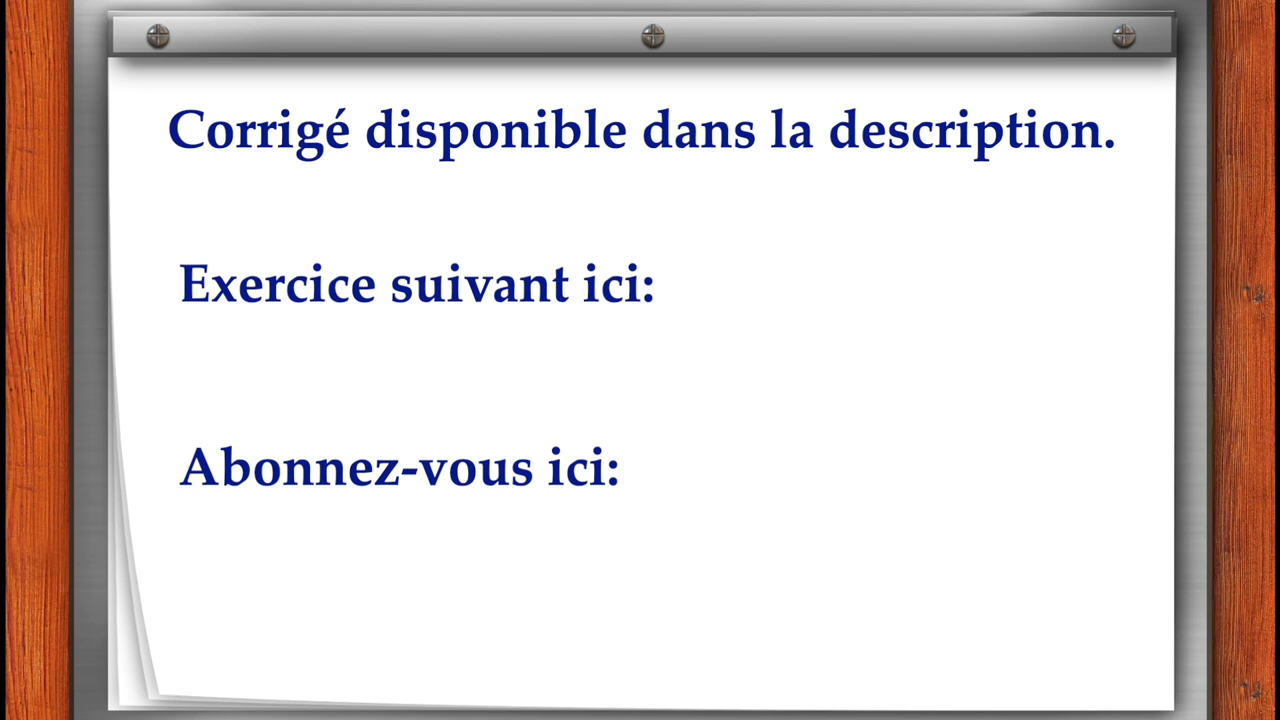 Corrigé disponible dans la description.
Exercice suivant ici:
Abonnez-vous ici: